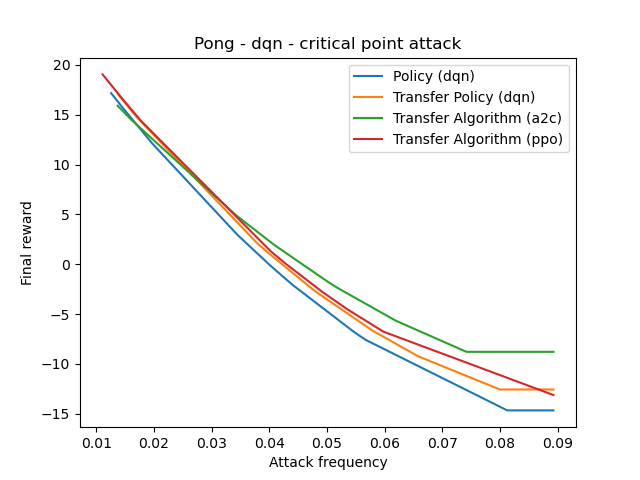 Pong - dqn - critical point attack
Policy (dqn)
Transfer Policy (dqn)
Transfer Algorithm (a2c)
Transfer Algorithm (ppo)
Final reward
20
15
10
5
0
−5
−10
−15
0.01 0.02 0.03 0.04 0.05 0.06 0.07 0.08 0.09
Attack frequency